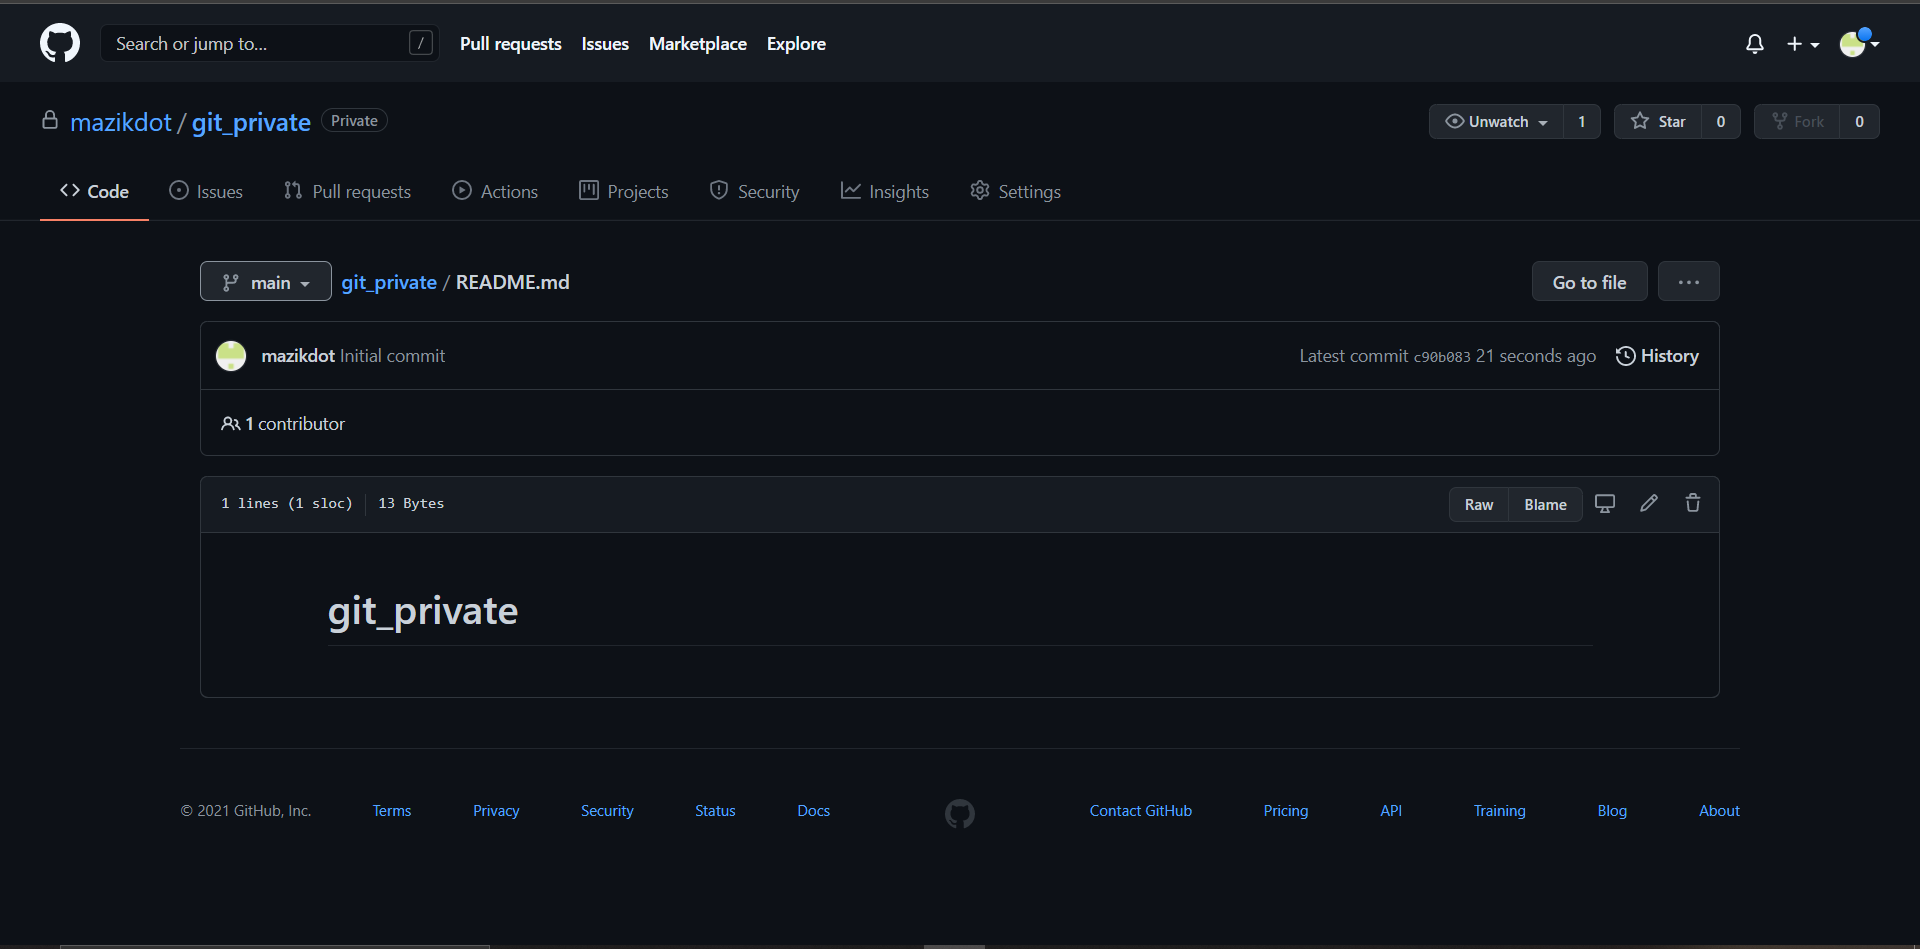 Search or jump to... /
Pull requests Issues Marketplace Explore
mazikdot / git_private Private
Unwatch 1 Star 0 Fork 0
Code Issues Pull requests Actions Projects Security Insights Settings
main git_private / README.md Go to file ...
mazikdot Initial commit Latest commit c90b083 21 seconds ago History
1 contributor
1 lines (1 sloc) 13 Bytes Raw Blame
git_private
© 2021 GitHub, Inc. Terms Privacy Security Status Docs Contact GitHub Pricing API Training Blog About